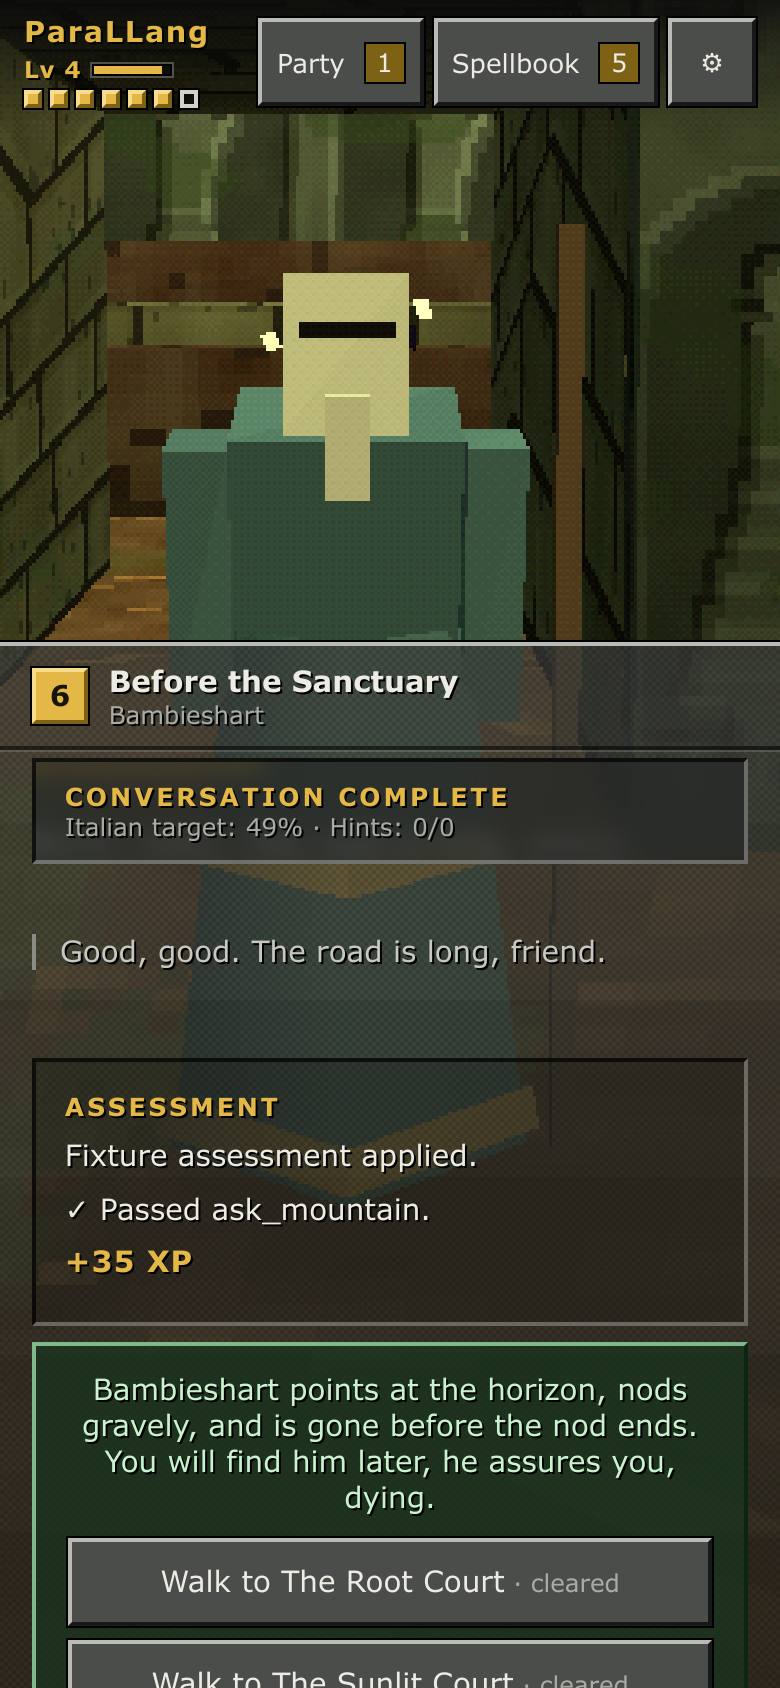 ParaLLang
Lv 4
Party 1
Spellbook 5
⚙
6
Before the Sanctuary
Bambieshart
CONVERSATION COMPLETE
Italian target: 49% · Hints: 0/0
Good, good. The road is long, friend.
ASSESSMENT
Fixture assessment applied.
✓ Passed ask_mountain.
+35 XP
Bambieshart points at the horizon, nods
gravely, and is gone before the nod ends.
You will find him later, he assures you,
dying.
Walk to The Root Court · cleared
Walk to The Sunlit Court · cleared